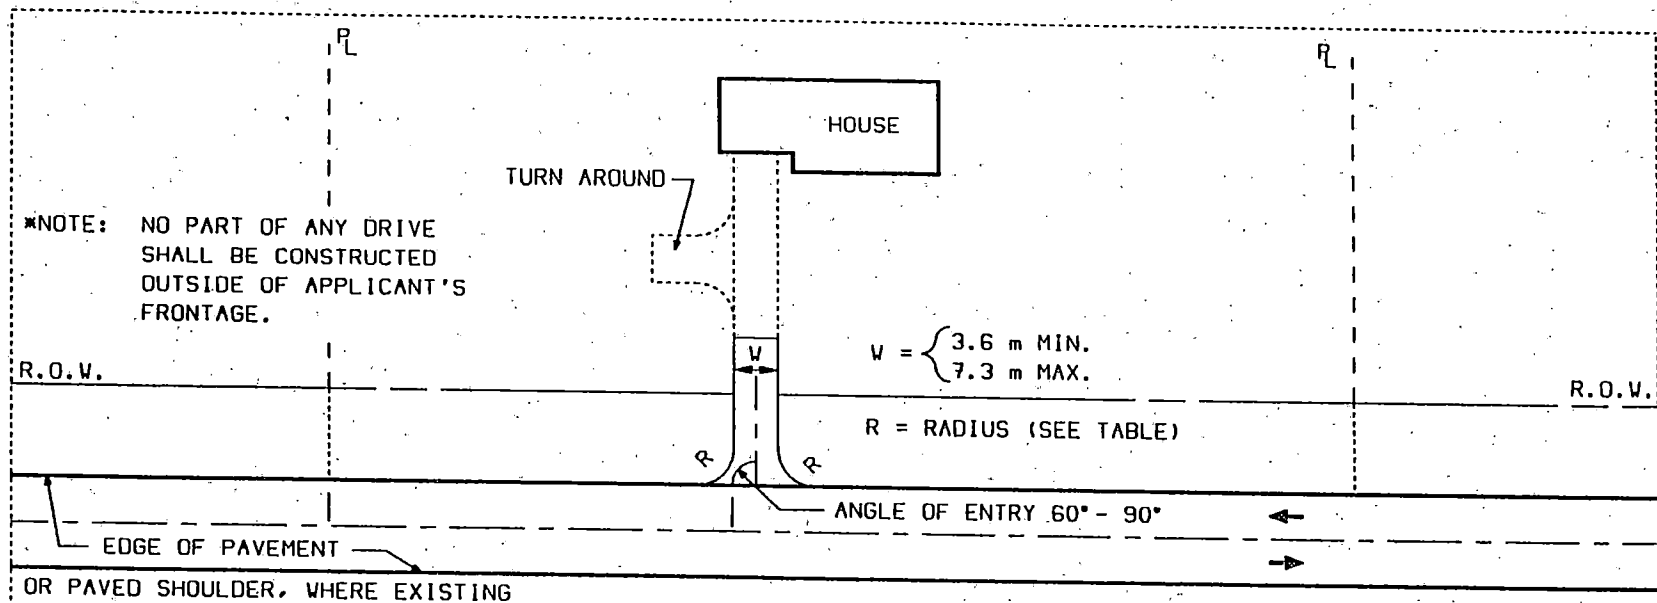 PL
PL
HOUSE
TURN AROUND
*NOTE: NO PART OF ANY DRIVE
SHALL BE CONSTRUCTED
OUTSIDE OF APPLICANT'S
FRONTAGE.
W = { 3.6 m MIN.
7.3 m MAX.
W
R.O.W.
R.O.W.
R = RADIUS (SEE TABLE)
R
R
ANGLE OF ENTRY 60° - 90°
EDGE OF PAVEMENT
OR PAVED SHOULDER, WHERE EXISTING